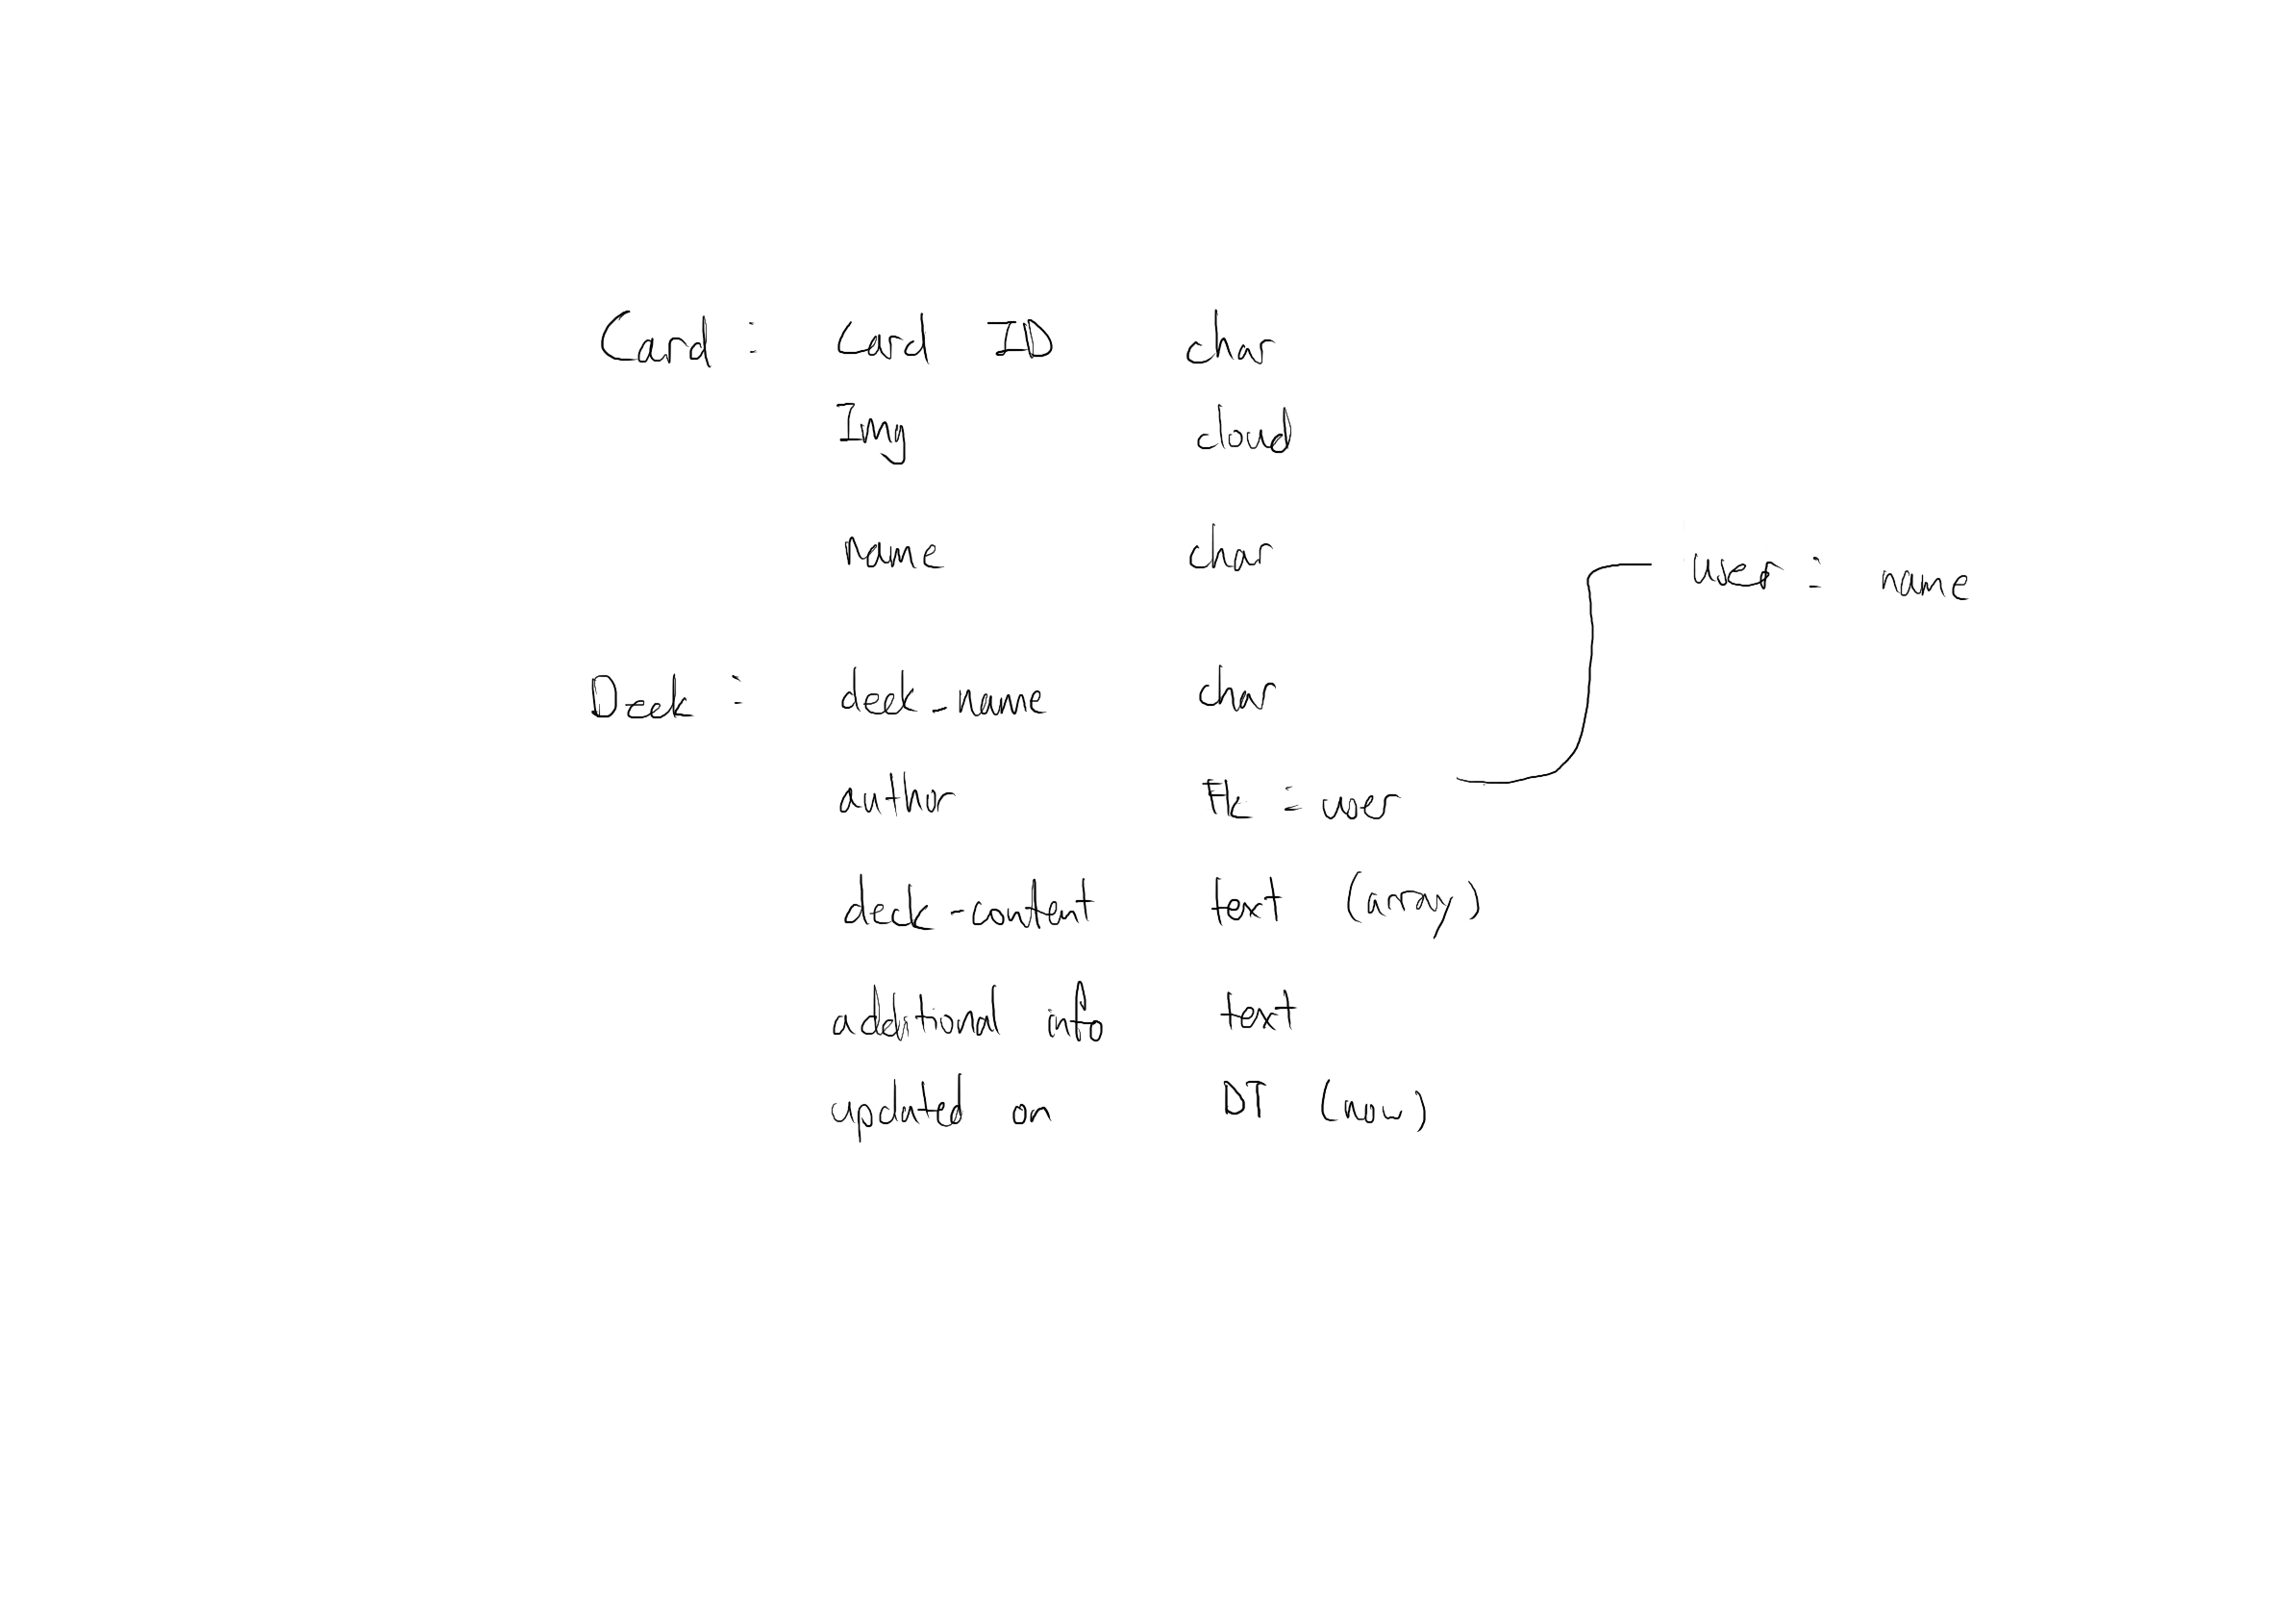 Card : Card ID char
Img cloud
name char
user : name
Deck : deck_name char
author FK = user
deck-content text (array)
additional info text
updated on DT (now)